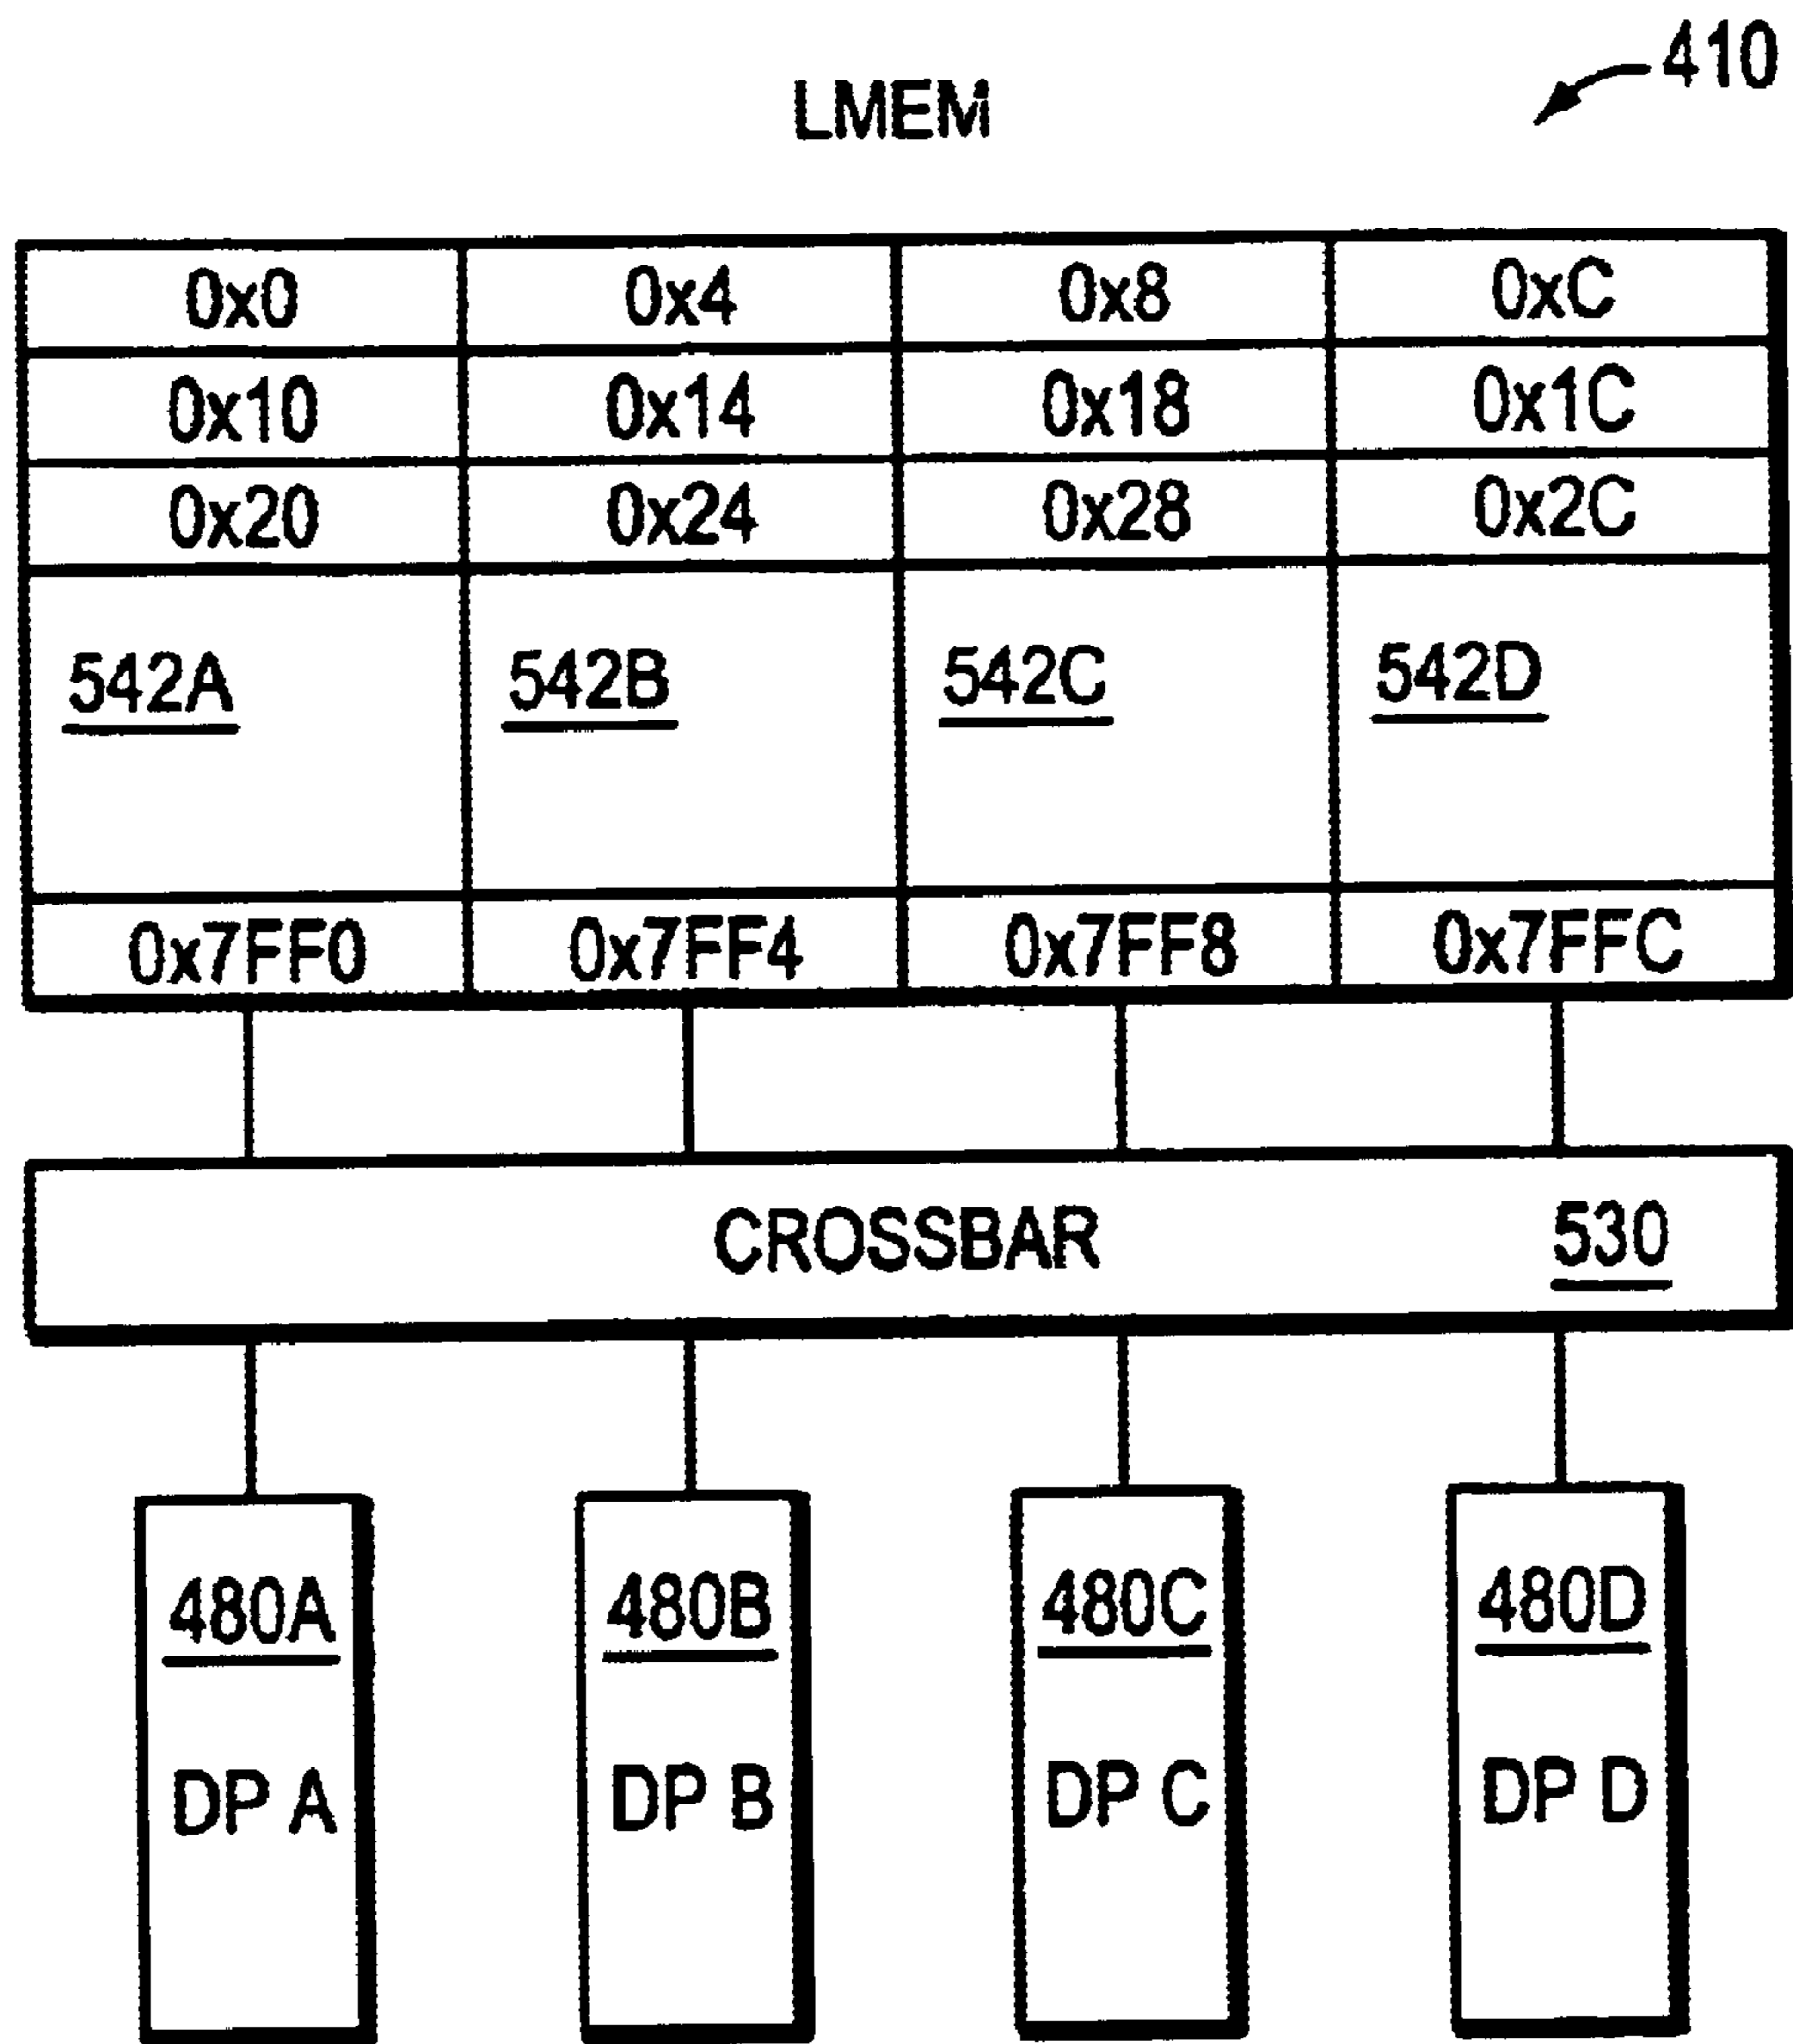 410
LMEM
0x0 0x4 0x8 0xC
0x10 0x14 0x18 0x1C
0x20 0x24 0x28 0x2C
542A 542B 542C 542D
0x7FF0 0x7FF4 0x7FF8 0x7FFC
CROSSBAR 530
480A 480B 480C 480D
DP A DP B DP C DP D